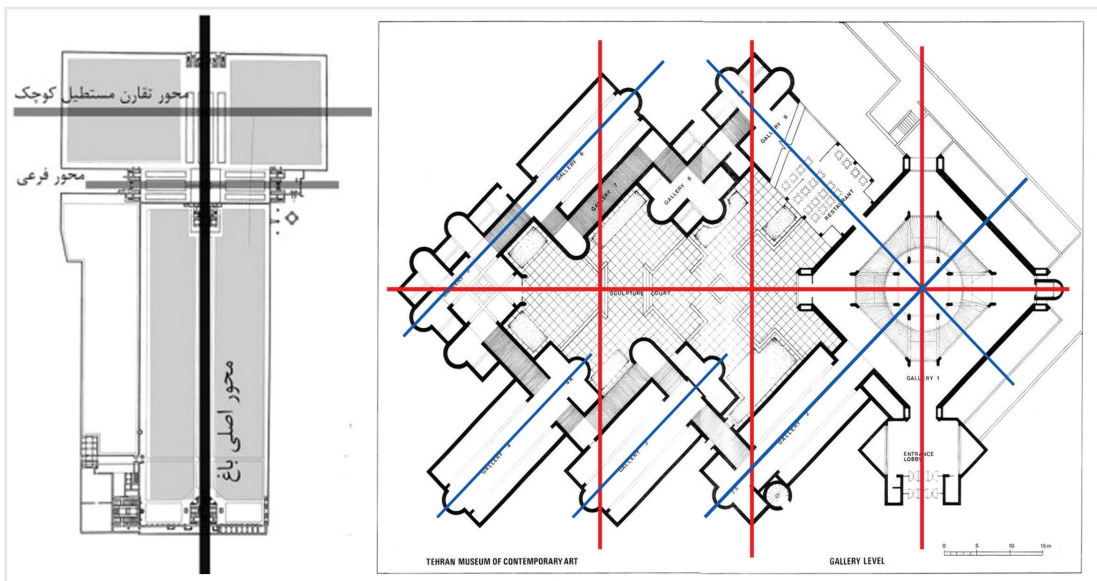 محور تقارن مستطیل کوچک
محور فرعی
محور اصلی باغ
GALLERY 6
GALLERY 7
GALLERY 8
GALLERY 9
RESTAURANT
SCULPTURE COURT
GALLERY 1
GALLERY 4
GALLERY 3
GALLERY 2
ENTRANCE
LOBBY
0 5 10 15m
TEHRAN MUSEUM OF CONTEMPORARY ART
GALLERY LEVEL